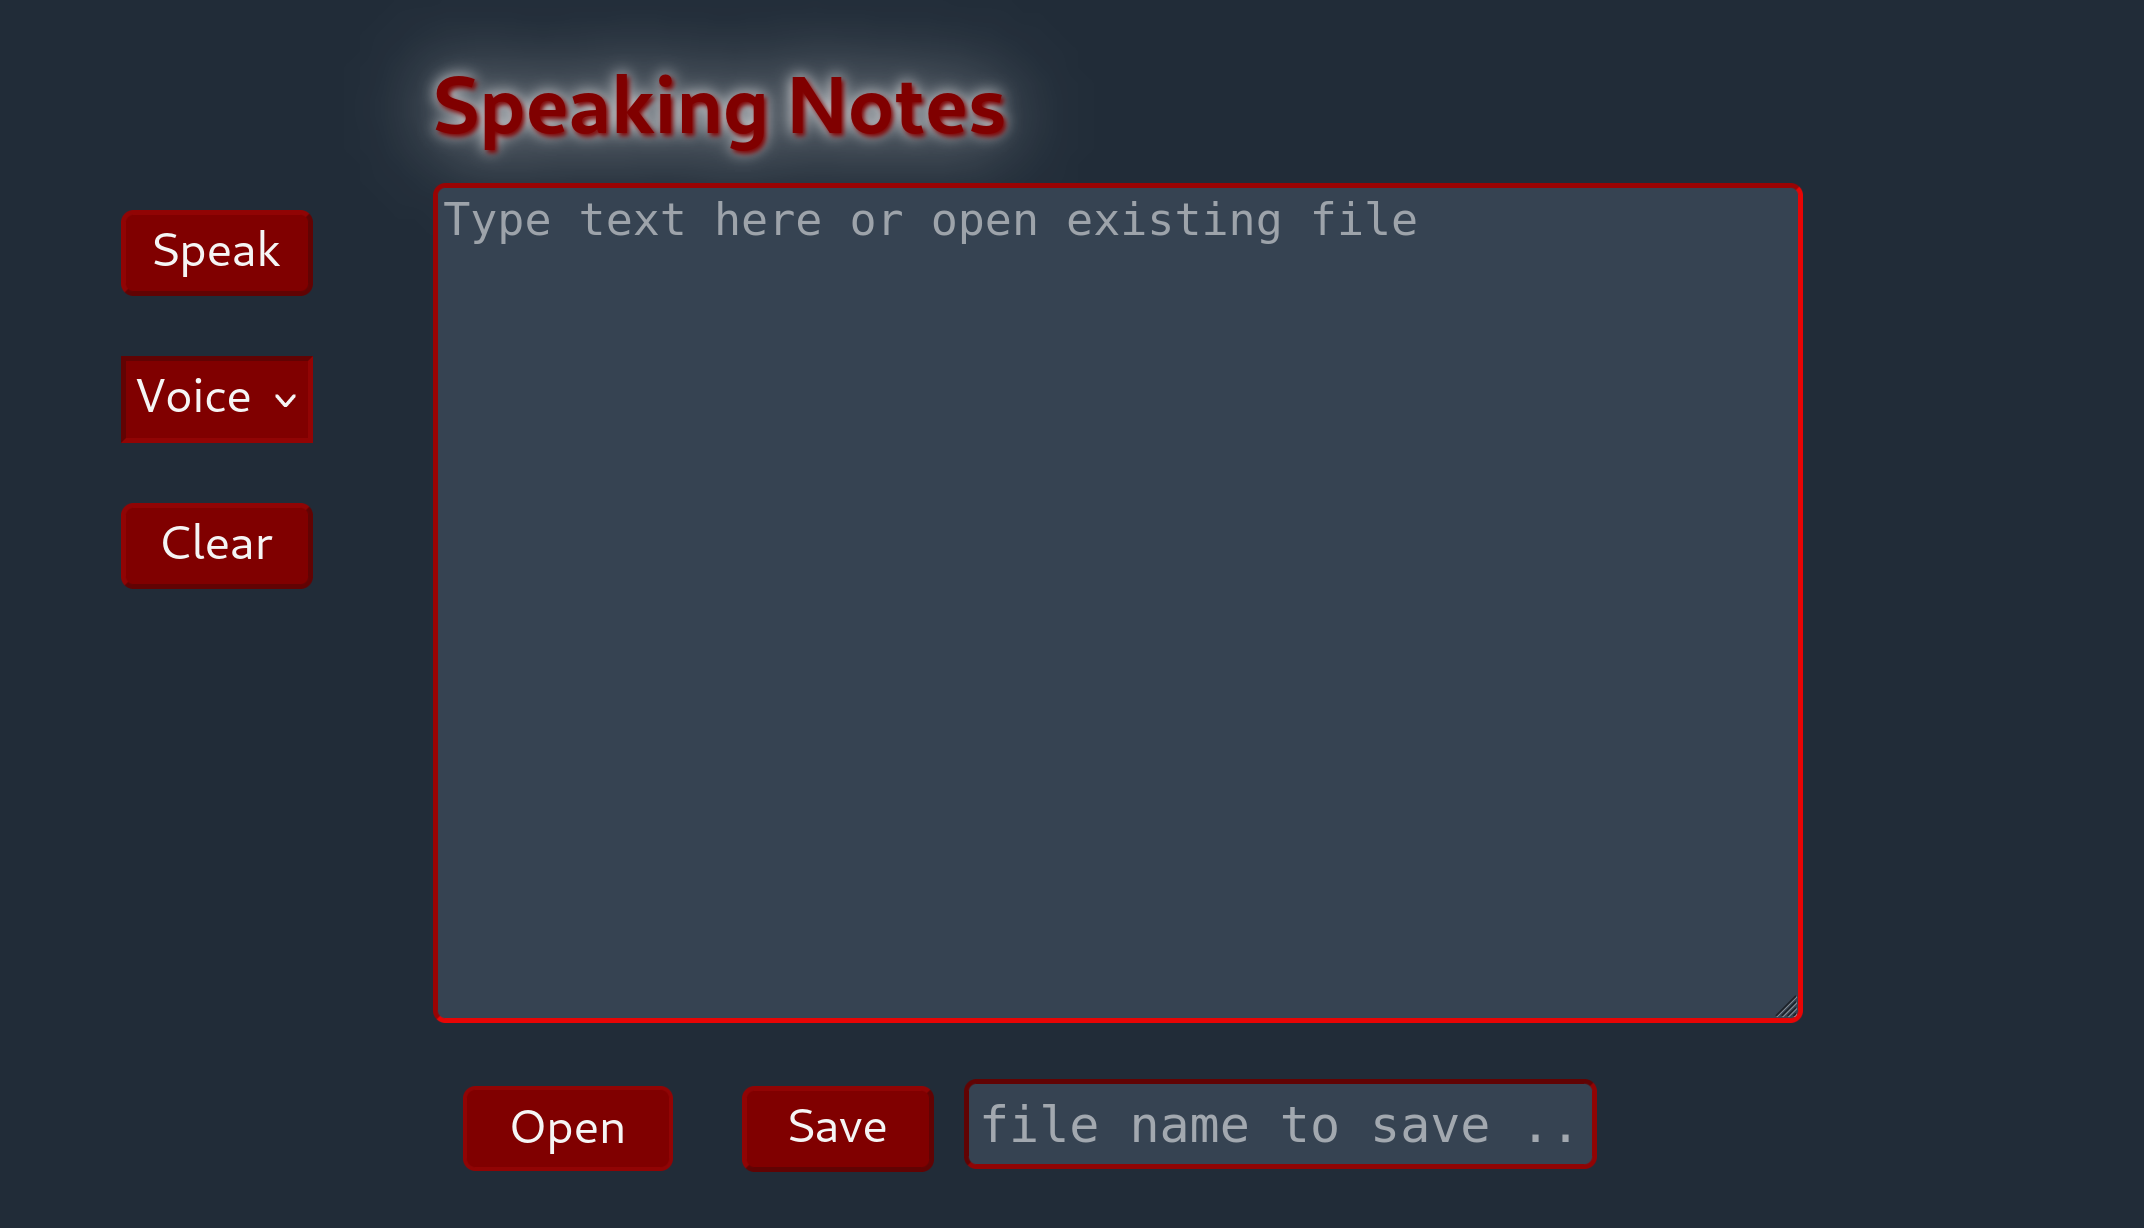 Speaking Notes
Type text here or open existing file
Speak
Voice
Clear
Open
Save
file name to save ..